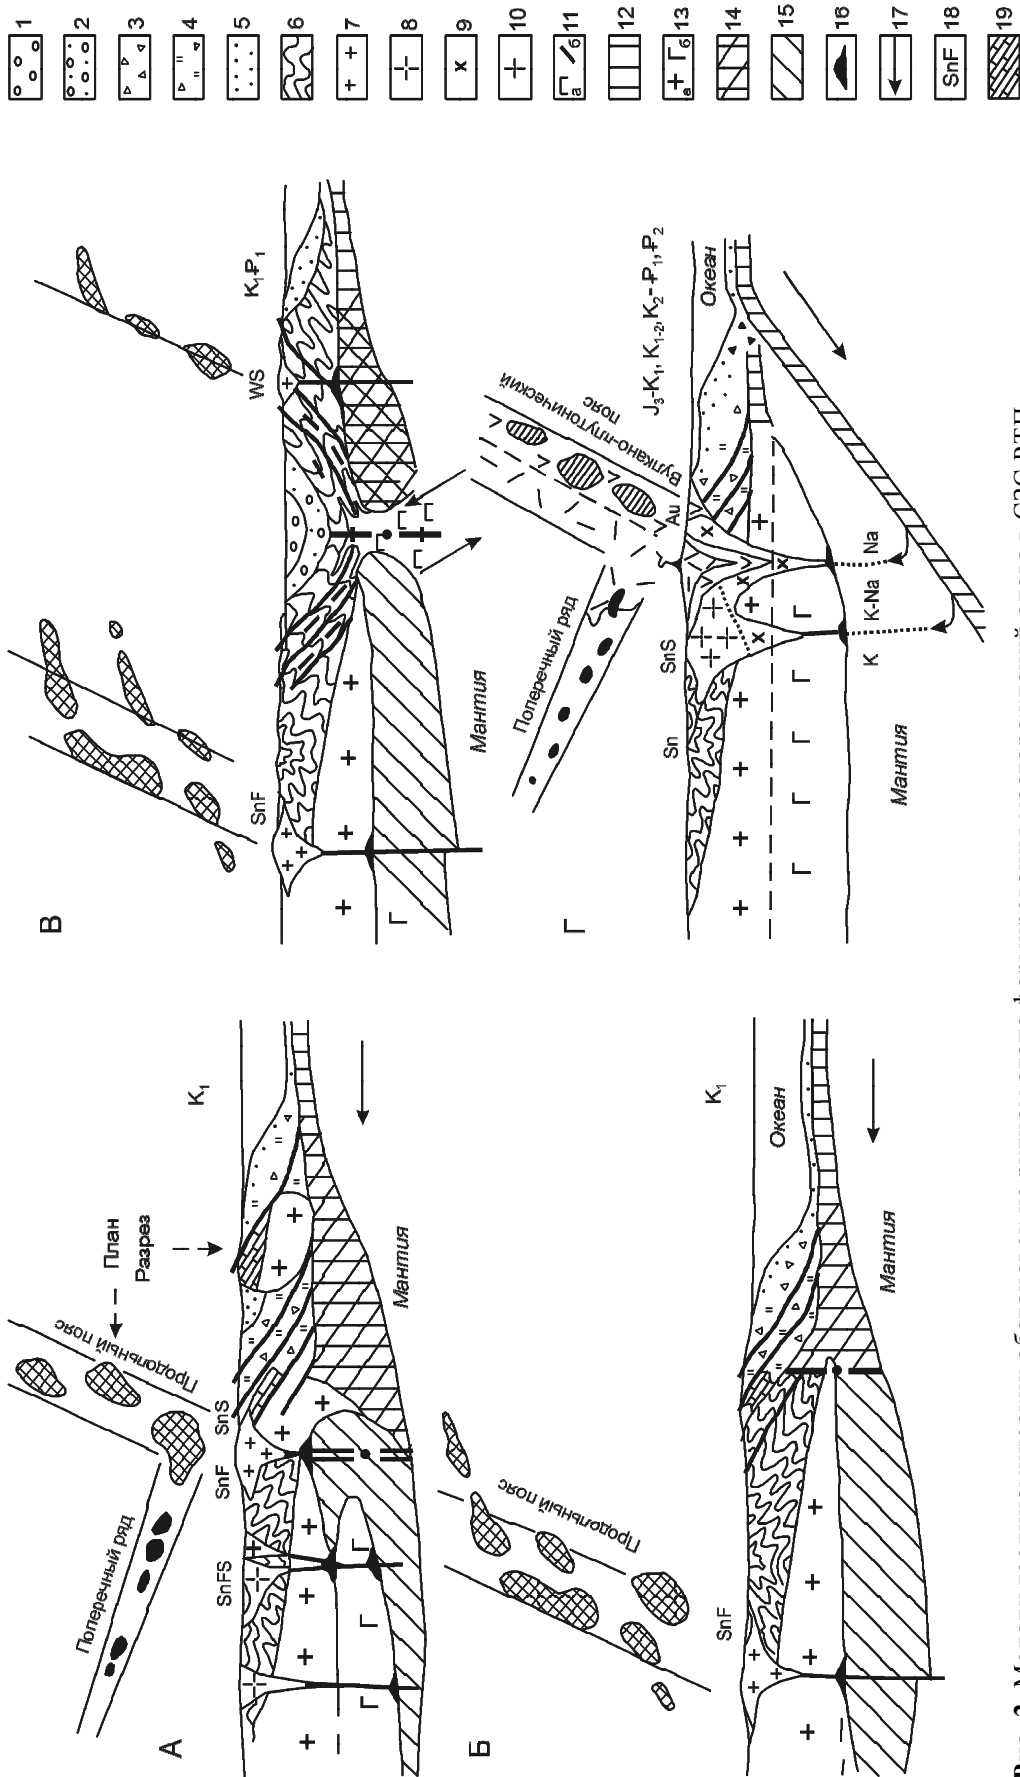 А
Поперечный ряд
Продольный пояс
План
Разрез
K₁
SnFS
SnF
SnS
Г
Г
Г
Мантия
Б
Продольный пояс
K₁
SnF
Океан
Мантия
В
SnF
WS
K₁-₽₁
Г
Г
Мантия
Г
Поперечный ряд
Вулкано-плутонический
пояс
J₃-K₁, K₁₋₂, K₂-₽₁, ₽₂
Sn
SnS
Au
Океан
Г
Г
Г
Г
Г
K
K-Na
Na
Мантия
1
2
3
4
5
6
7
8
9
10
а
б
11
12
а
Г
б
13
14
15
16
17
SnF
18
19